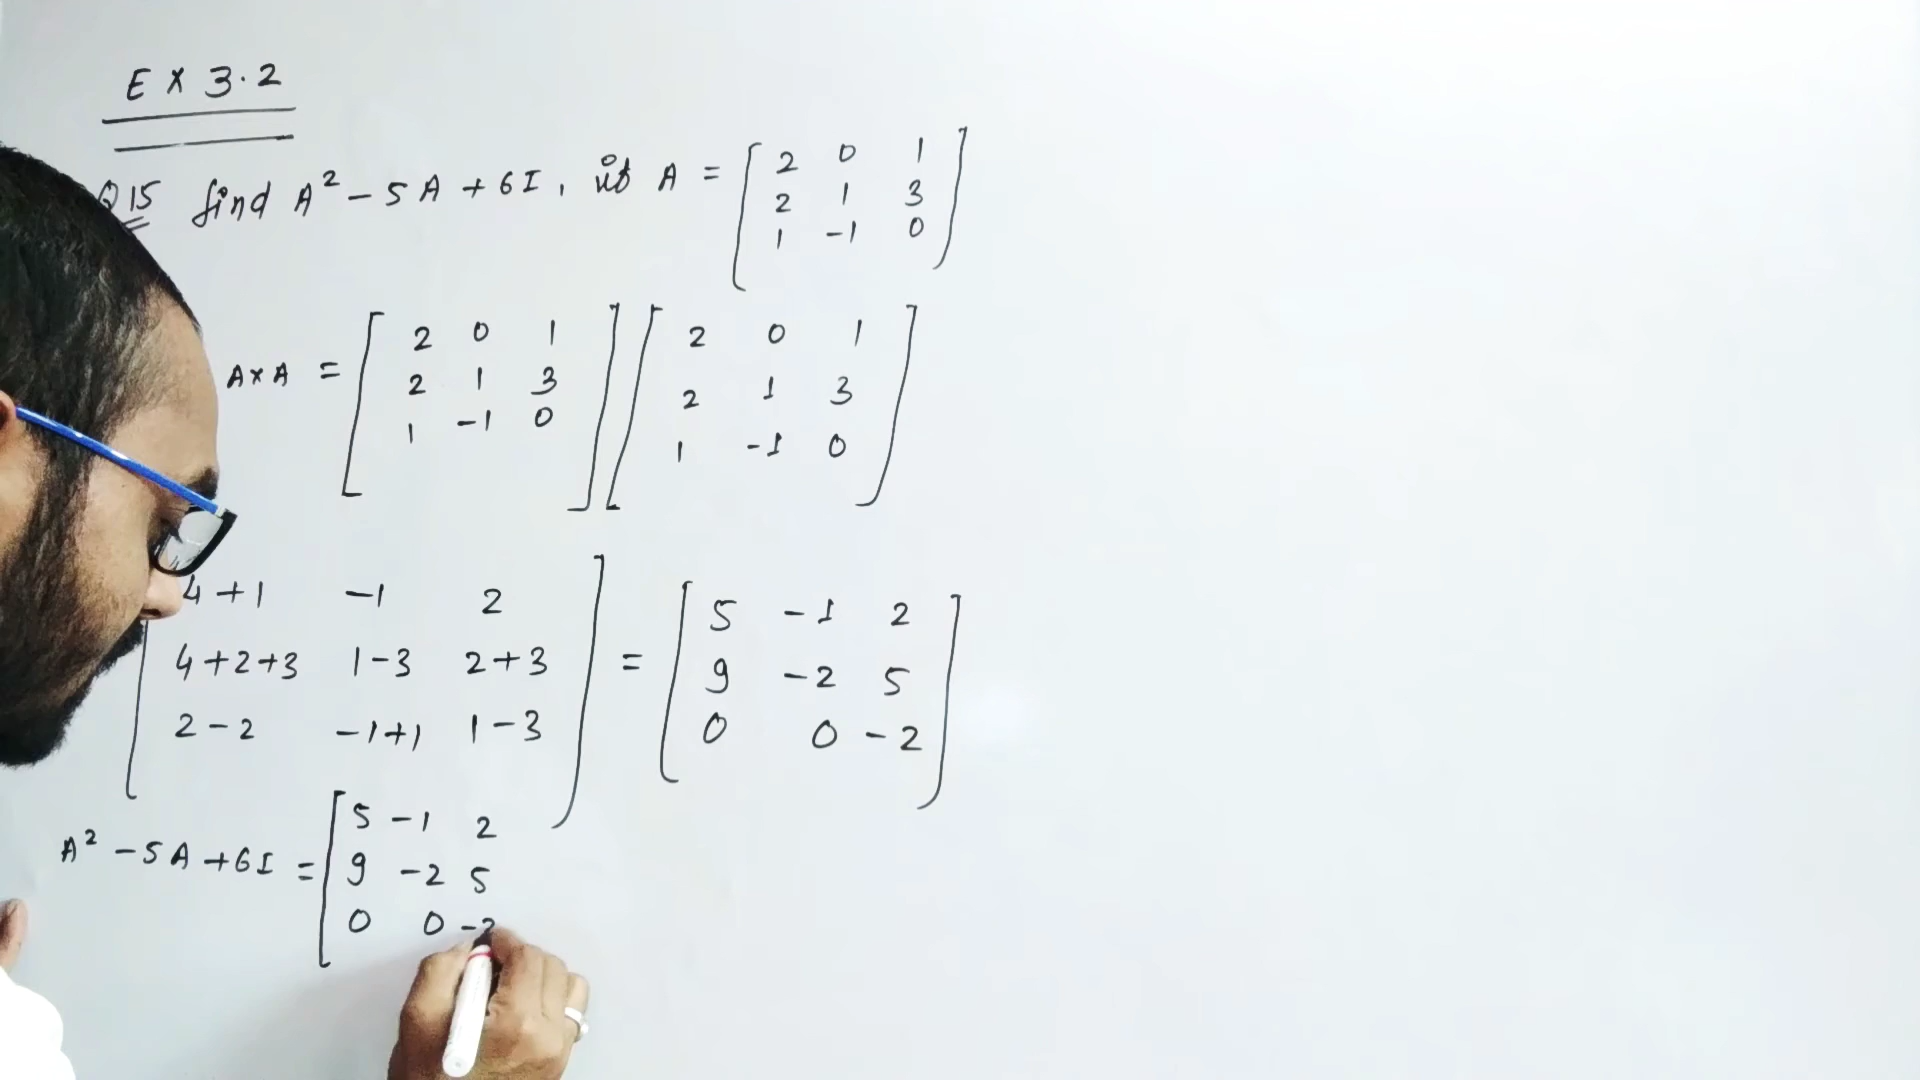 Ex 3.2
Q15 find A² - 5A + 6I, if A = [ 2 0 1
2 1 3
1 -1 0 ]
A×A = [ 2 0 1 ] [ 2 0 1 ]
2 1 3 2 1 3
1 -1 0 1 -1 0
4+1 -1 2 ] = [ 5 -1 2 ]
4+2+3 1-3 2+3 9 -2 5
2-2 -1+1 1-3 0 0 -2
A² - 5A + 6I = [ 5 -1 2
9 -2 5
0 0 -2